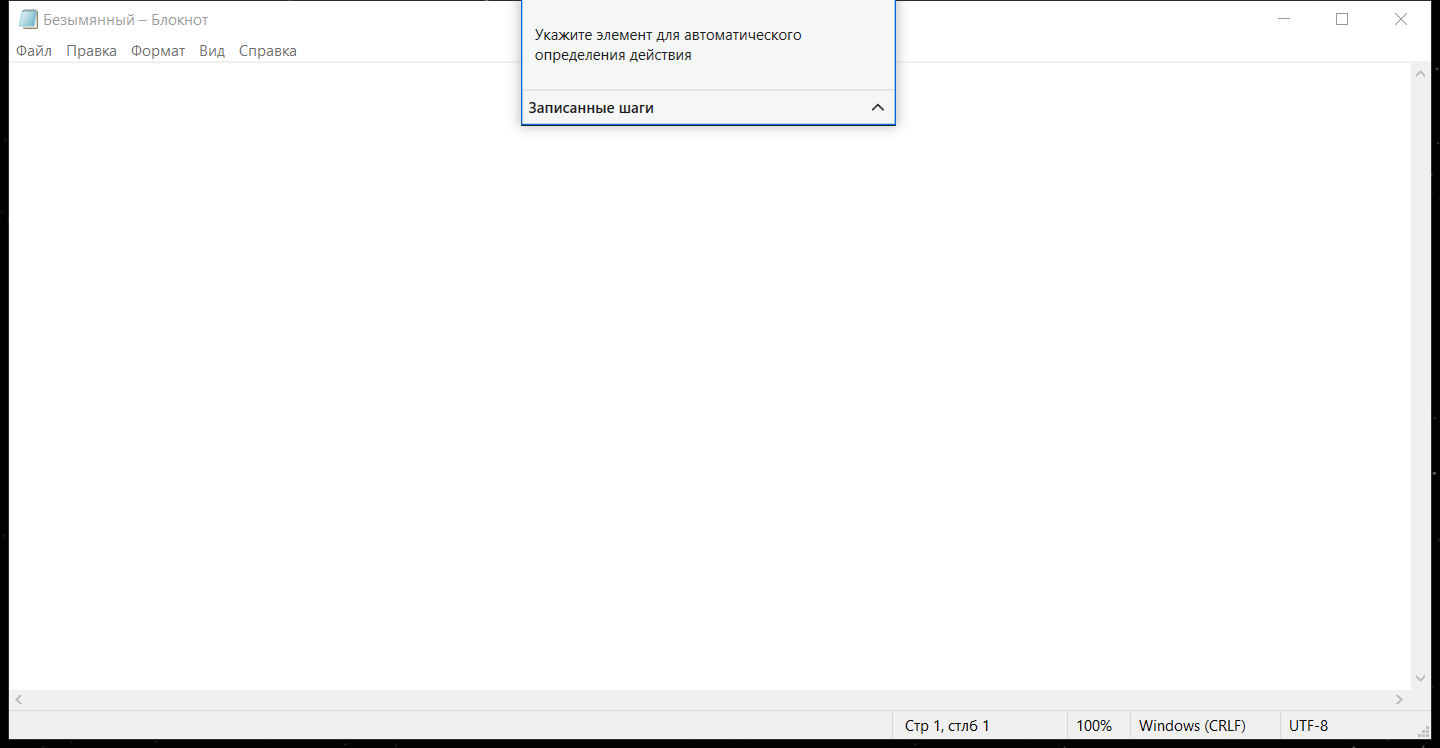 Безымянный – Блокнот
Файл Правка Формат Вид Справка
Укажите элемент для автоматического
определения действия
Записанные шаги
Стр 1, стлб 1 100% Windows (CRLF) UTF-8